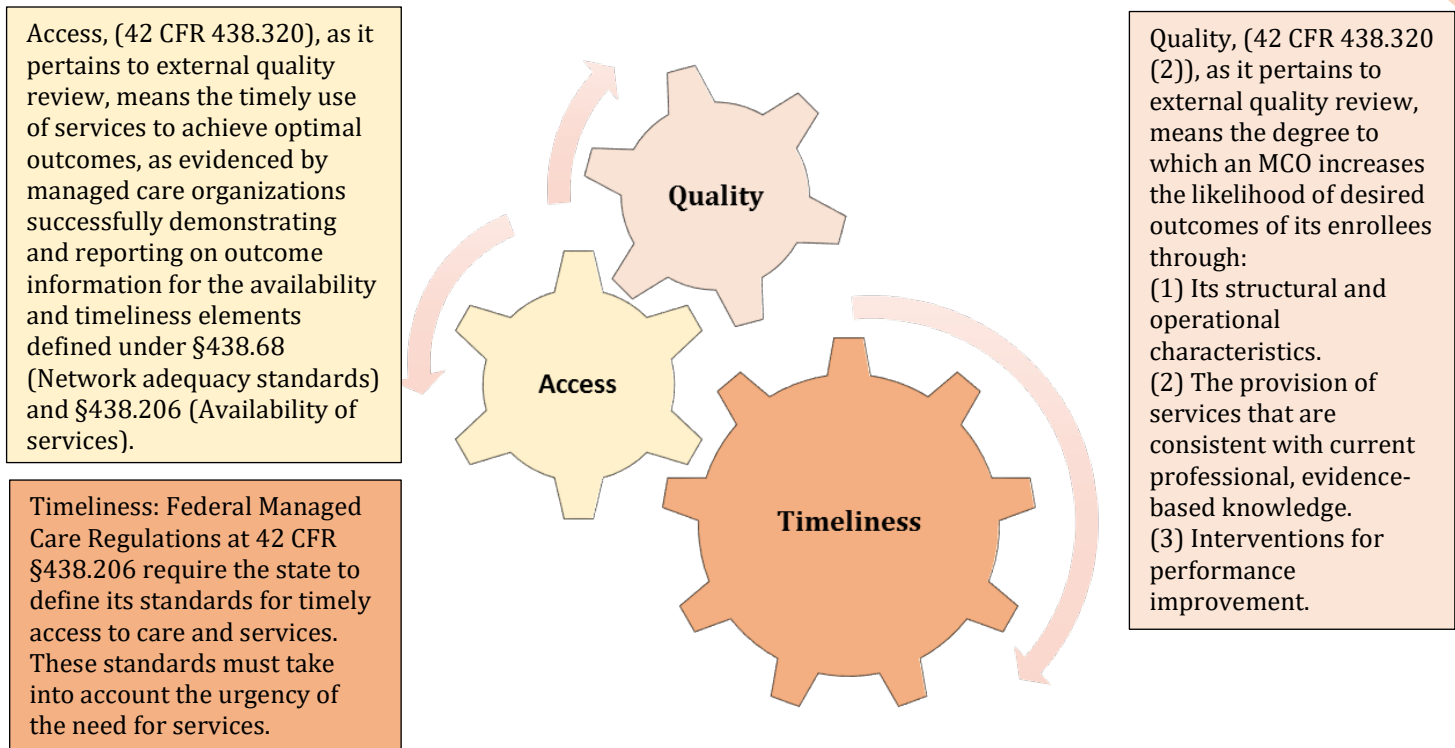 Access, (42 CFR 438.320), as it
pertains to external quality
review, means the timely use
of services to achieve optimal
outcomes, as evidenced by
managed care organizations
successfully demonstrating
and reporting on outcome
information for the availability
and timeliness elements
defined under §438.68
(Network adequacy standards)
and §438.206 (Availability of
services).
Timeliness: Federal Managed
Care Regulations at 42 CFR
§438.206 require the state to
define its standards for timely
access to care and services.
These standards must take
into account the urgency of
the need for services.
Quality
Access
Timeliness
Quality, (42 CFR 438.320
(2)), as it pertains to
external quality review,
means the degree to
which an MCO increases
the likelihood of desired
outcomes of its enrollees
through:
(1) Its structural and
operational
characteristics.
(2) The provision of
services that are
consistent with current
professional, evidence-
based knowledge.
(3) Interventions for
performance
improvement.